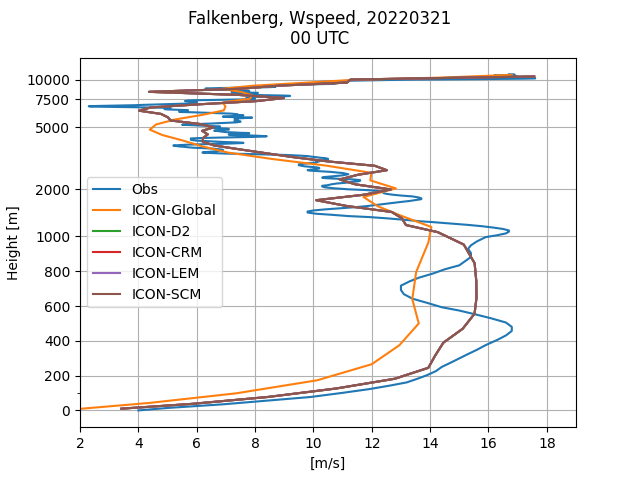 Falkenberg, Wspeed, 20220321
00 UTC
10000
7500
5000
2000
1000
800
600
400
200
0
Height [m]
Obs
ICON-Global
ICON-D2
ICON-CRM
ICON-LEM
ICON-SCM
2 4 6 8 10 12 14 16 18
[m/s]